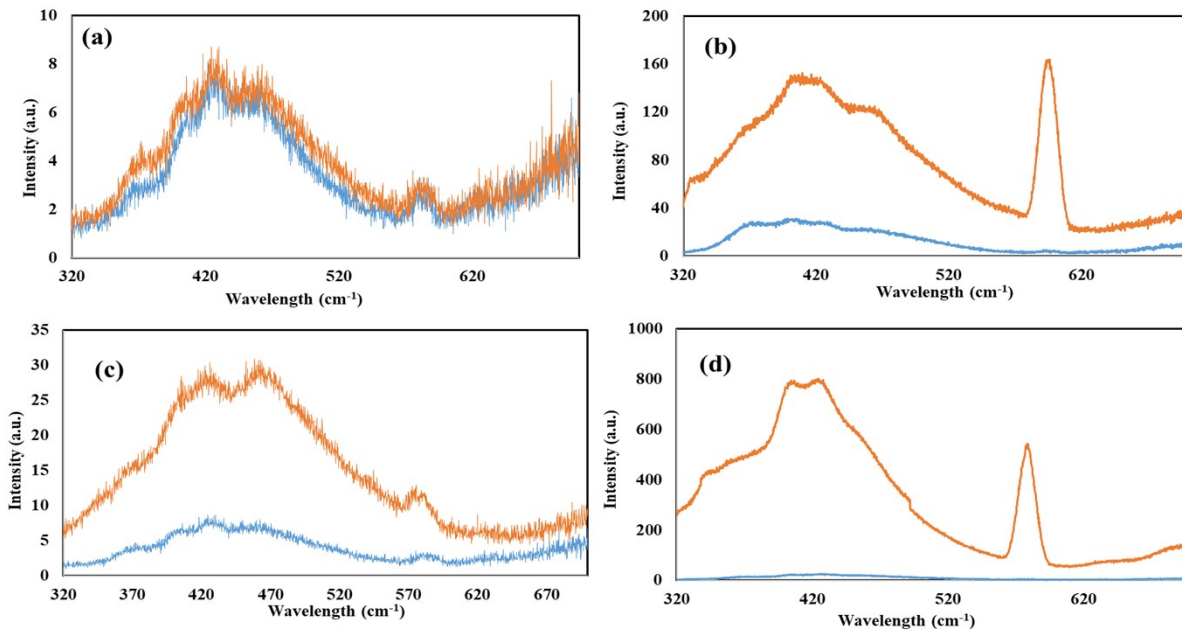 (a)
10
8
6
4
2
0
Intensity (a.u.)
320 420 520 620
Wavelength (cm⁻¹)
(b)
200
160
120
80
40
0
Intensity (a.u.)
320 420 520 620
Wavelength (cm⁻¹)
(c)
35
30
25
20
15
10
5
0
Intensity (a.u.)
320 370 420 470 520 570 620 670
Wavelength (cm⁻¹)
(d)
1000
800
600
400
200
0
Intensity (a.u.)
320 420 520 620
Wavelength (cm⁻¹)